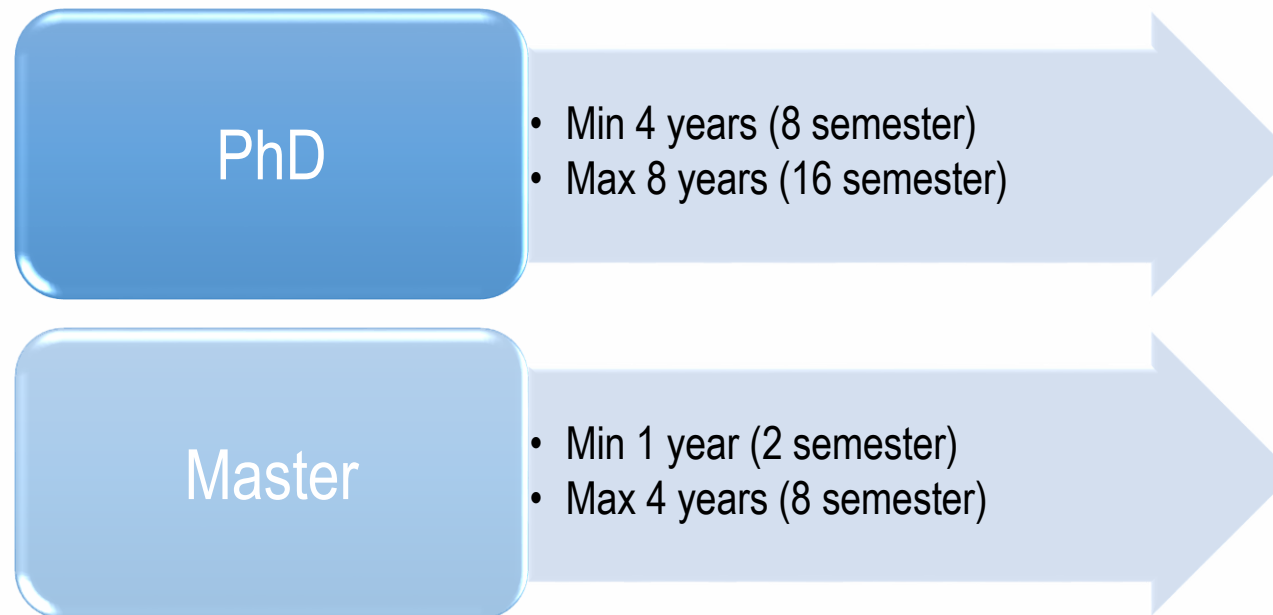 PhD
• Min 4 years (8 semester)
• Max 8 years (16 semester)
Master
• Min 1 year (2 semester)
• Max 4 years (8 semester)